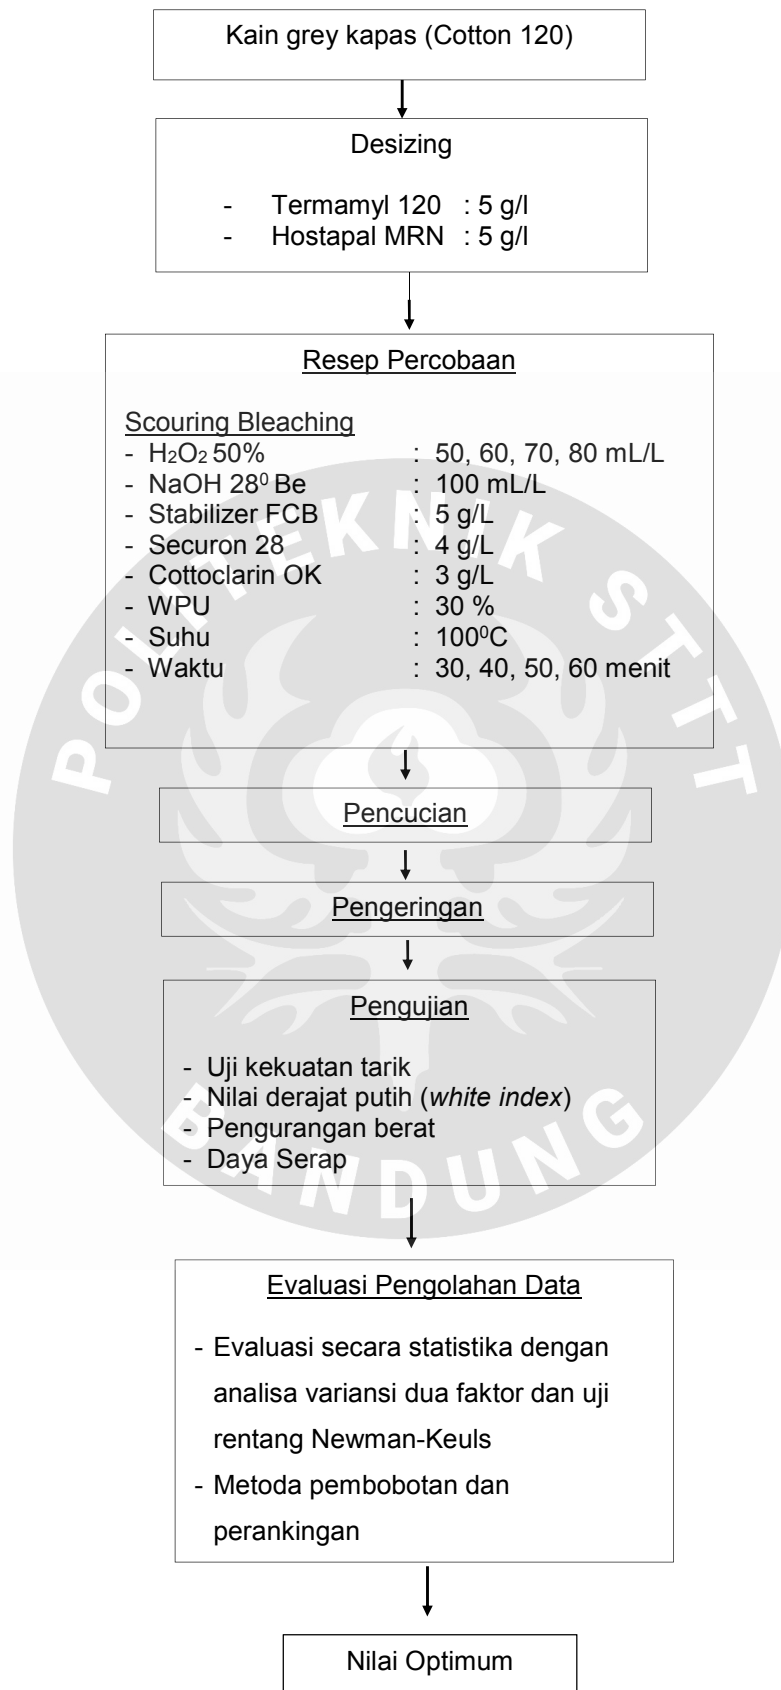 Kain grey kapas (Cotton 120)
Desizing
- Termamyl 120 : 5 g/l
- Hostapal MRN : 5 g/l
Resep Percobaan
Scouring Bleaching
- H₂O₂ 50% : 50, 60, 70, 80 mL/L
- NaOH 28⁰ Be : 100 mL/L
- Stabilizer FCB : 5 g/L
- Securon 28 : 4 g/L
- Cottoclarin OK : 3 g/L
- WPU : 30 %
- Suhu : 100⁰C
- Waktu : 30, 40, 50, 60 menit
Pencucian
Pengeringan
Pengujian
- Uji kekuatan tarik
- Nilai derajat putih (white index)
- Pengurangan berat
- Daya Serap
Evaluasi Pengolahan Data
- Evaluasi secara statistika dengan
analisa variansi dua faktor dan uji
rentang Newman-Keuls
- Metoda pembobotan dan
perankingan
Nilai Optimum
POLITEKNIK STTT
BANDUNG